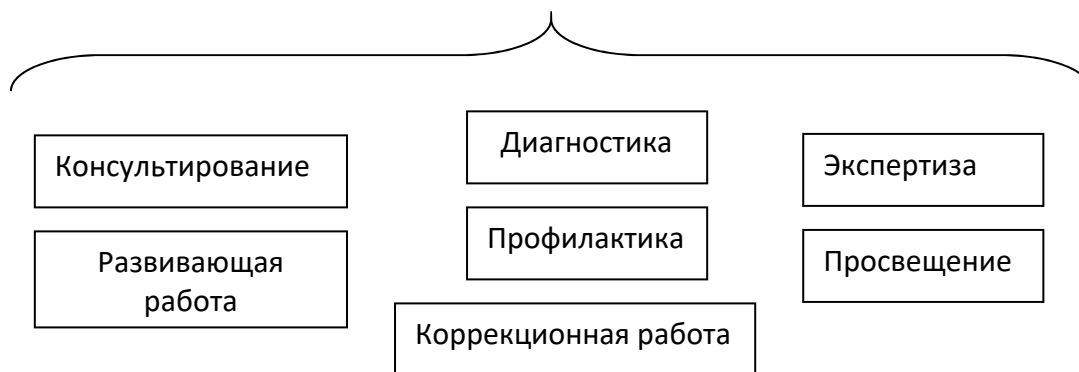 Консультирование
Диагностика
Экспертиза
Развивающая
работа
Профилактика
Просвещение
Коррекционная работа